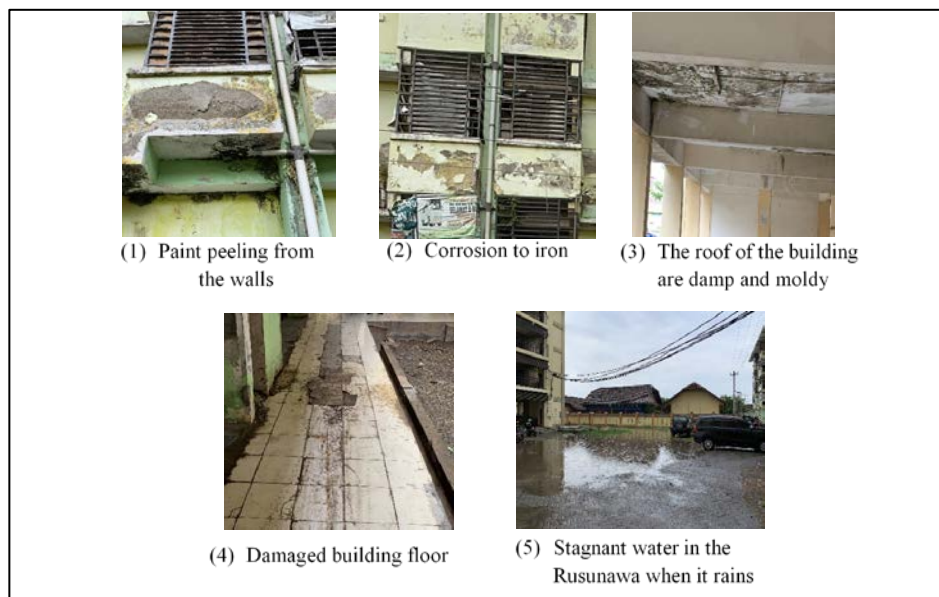 (1) Paint peeling from
the walls
(2) Corrosion to iron
(3) The roof of the building
are damp and moldy
(4) Damaged building floor
(5) Stagnant water in the
Rusunawa when it rains